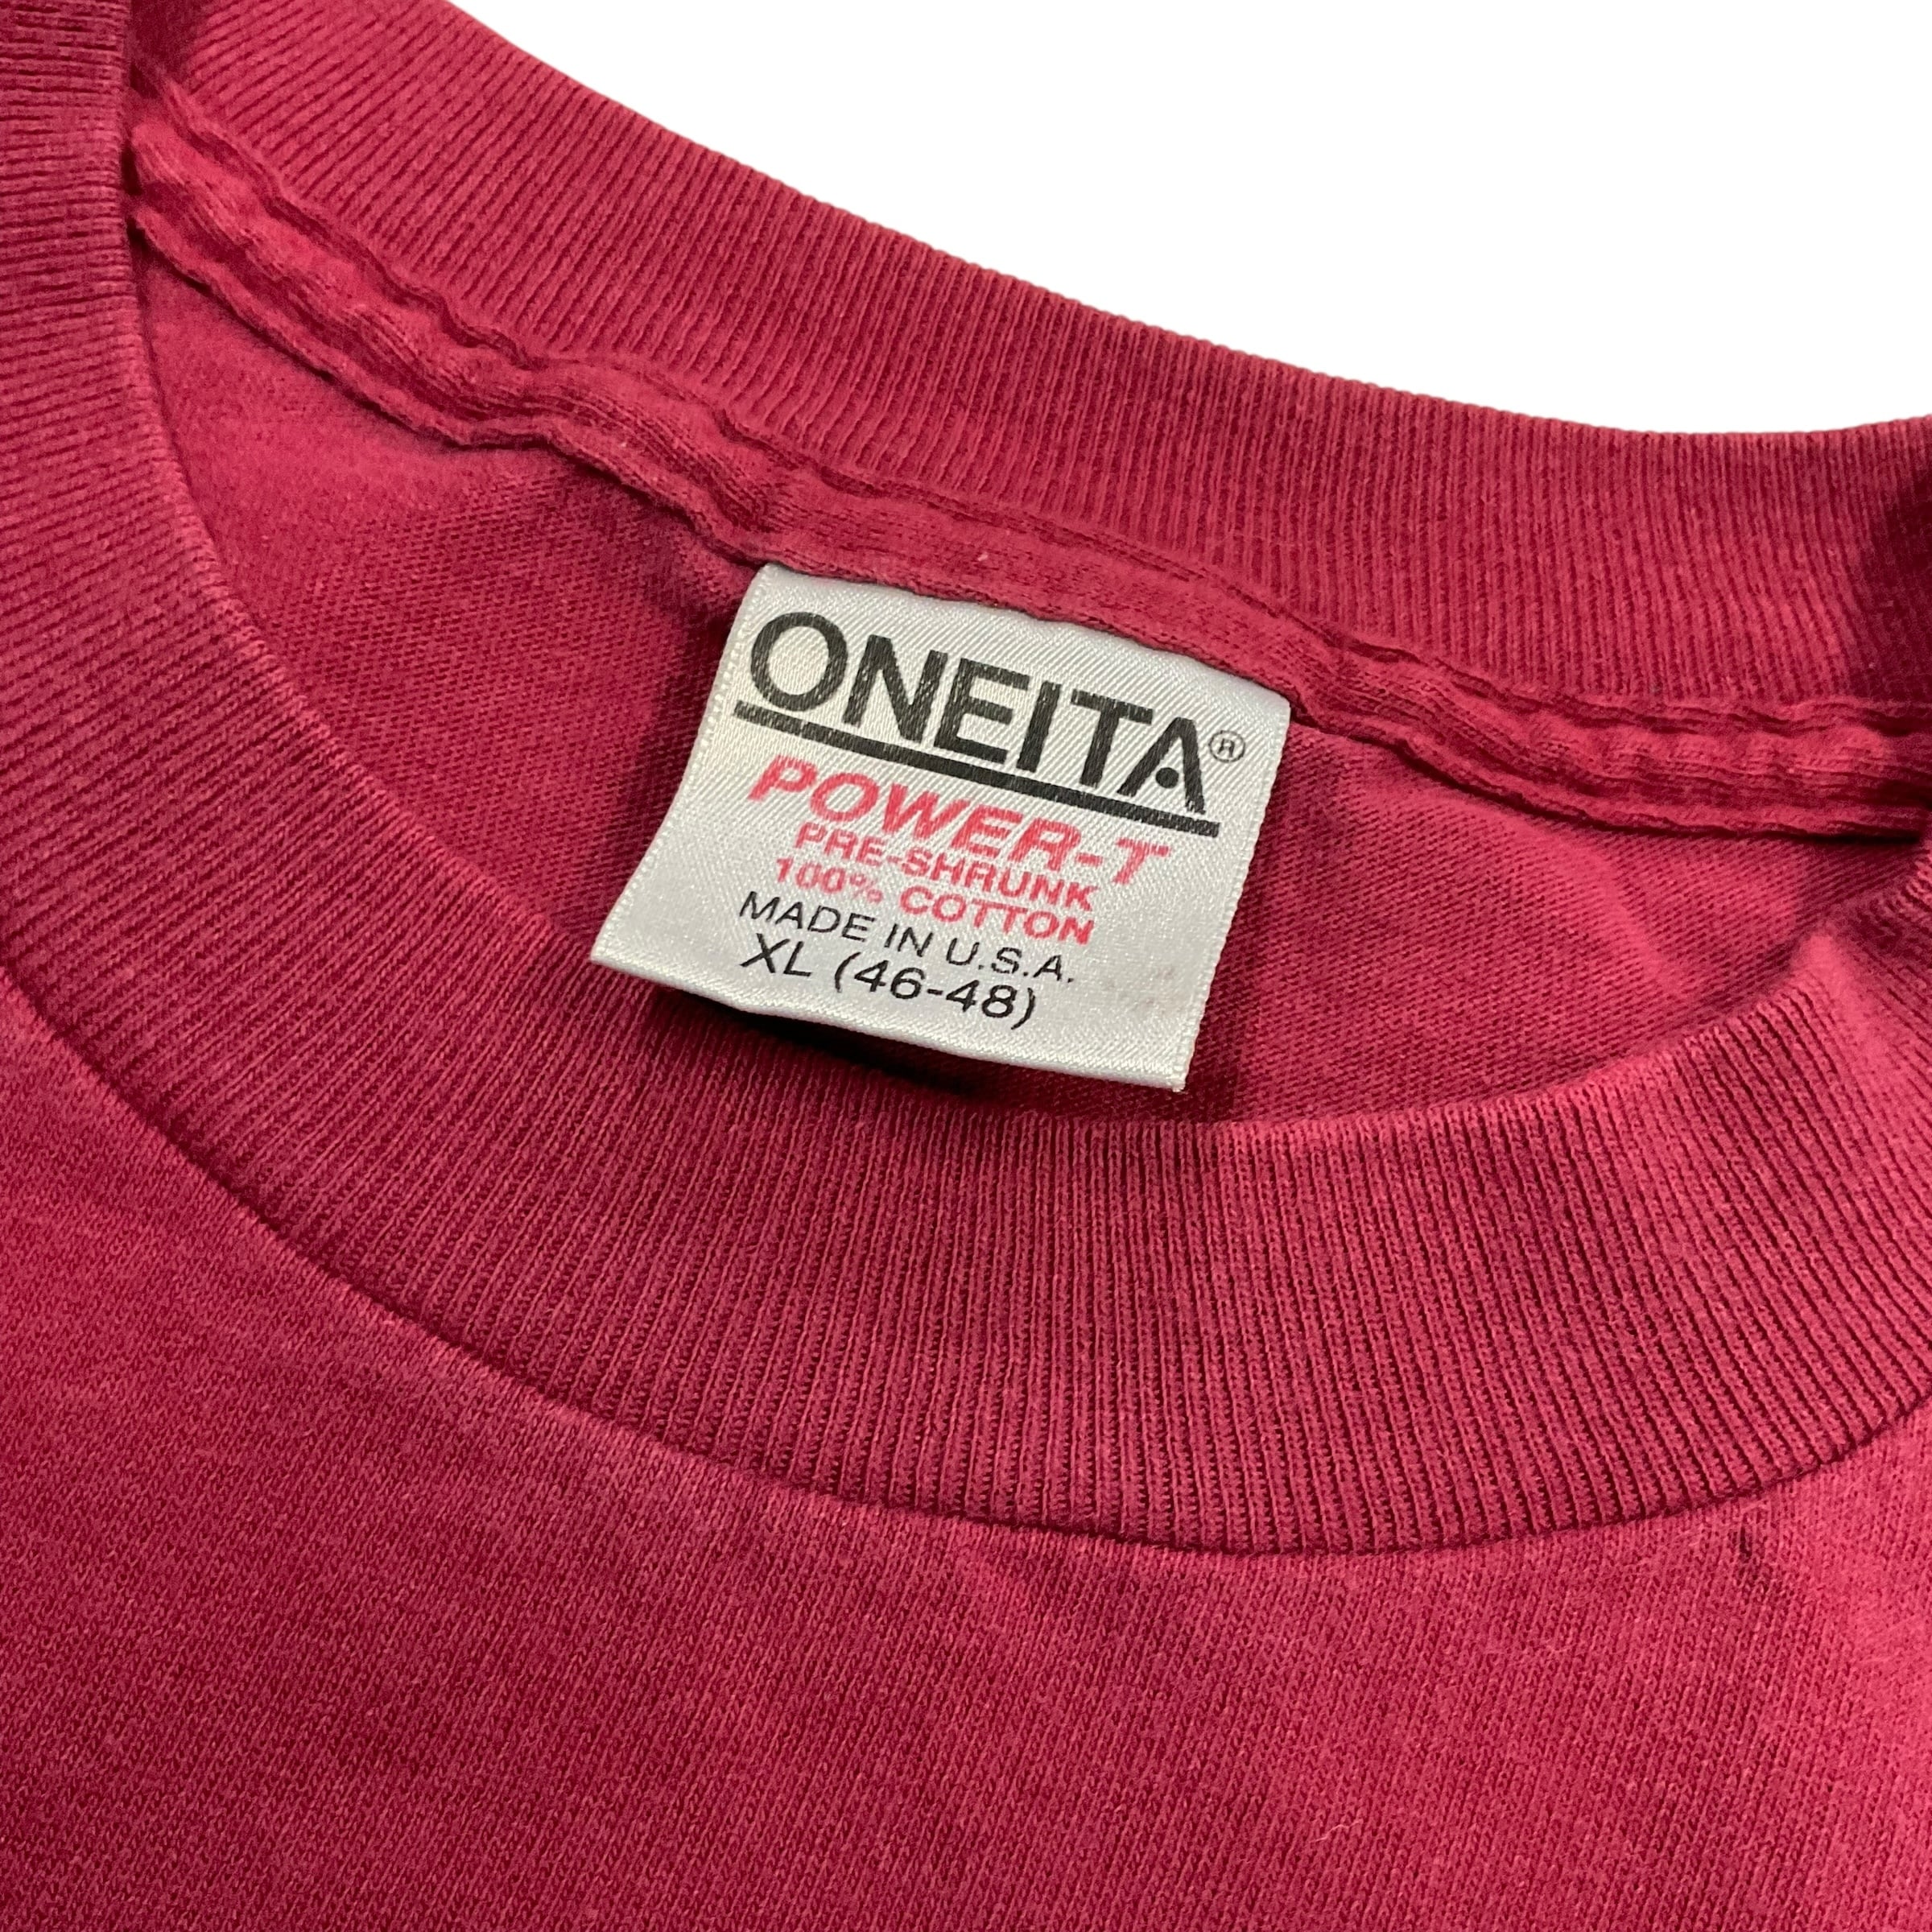 ONEITA®
POWER-T
PRE-SHRUNK
100% COTTON
MADE IN U.S.A.
XL (46-48)